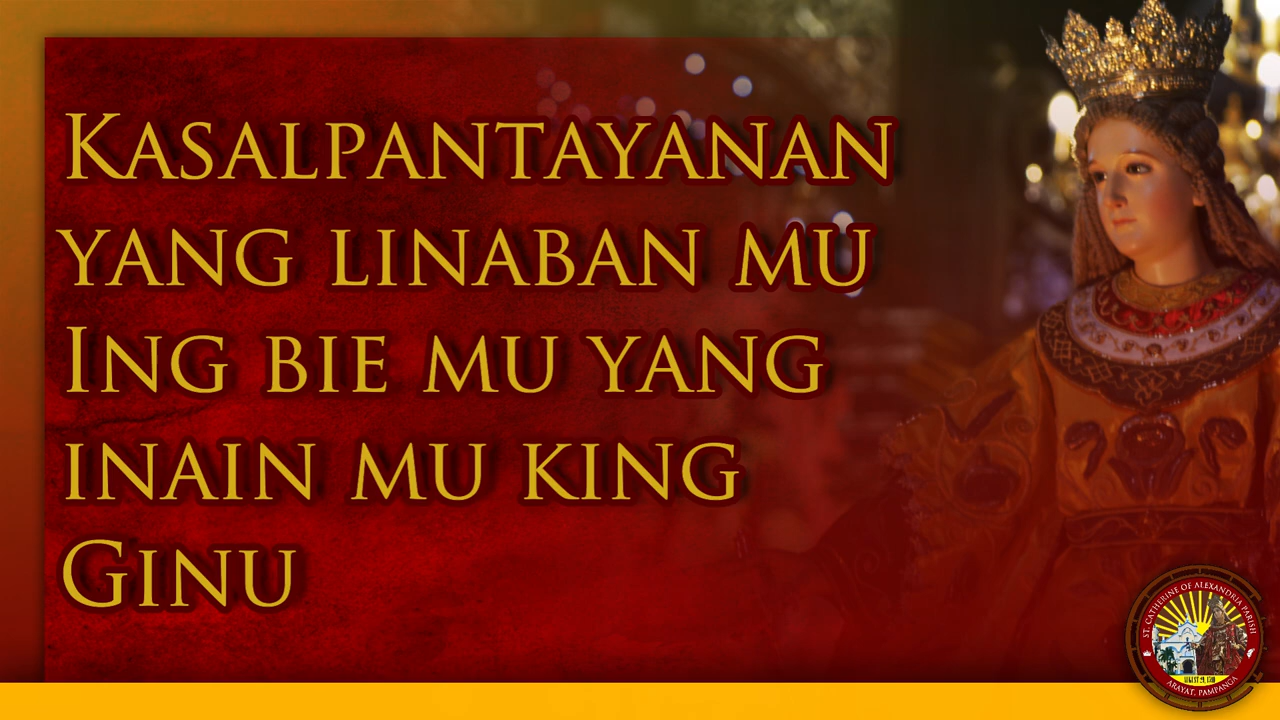 Kasalpantayanan
yang linaban mu
Ing bie mu yang
inain mu king
Ginu
ST. CATHERINE OF ALEXANDRIA PARISH
ARAYAT, PAMPANGA